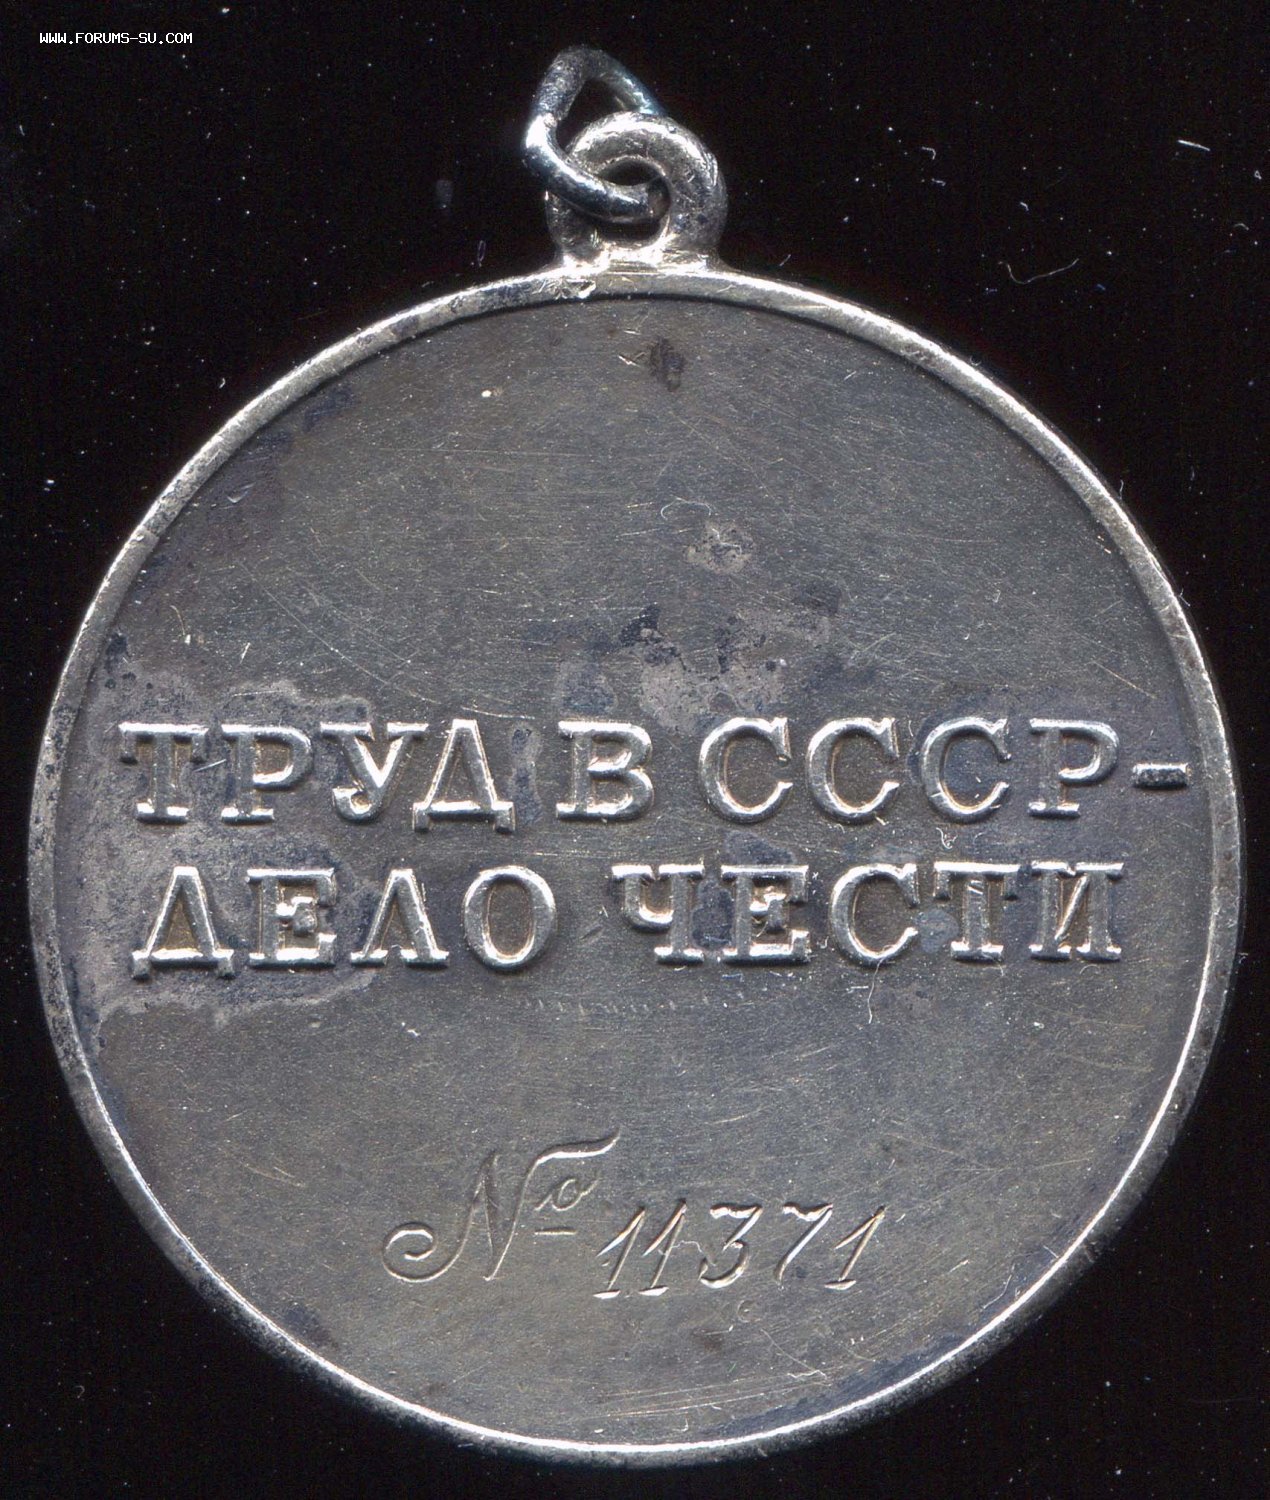 WWW.FORUMS-SU.COM
ТРУД В СССР-
ДЕЛО ЧЕСТИ
№ 11371